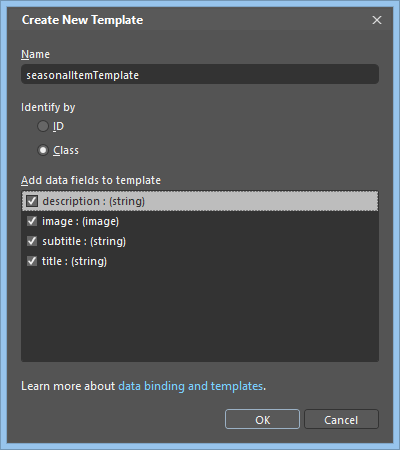 Create New Template
Name
seasonalItemTemplate
Identify by
ID
Class
Add data fields to template
description : (string)
image : (image)
subtitle : (string)
title : (string)
Learn more about data binding and templates.
OK Cancel